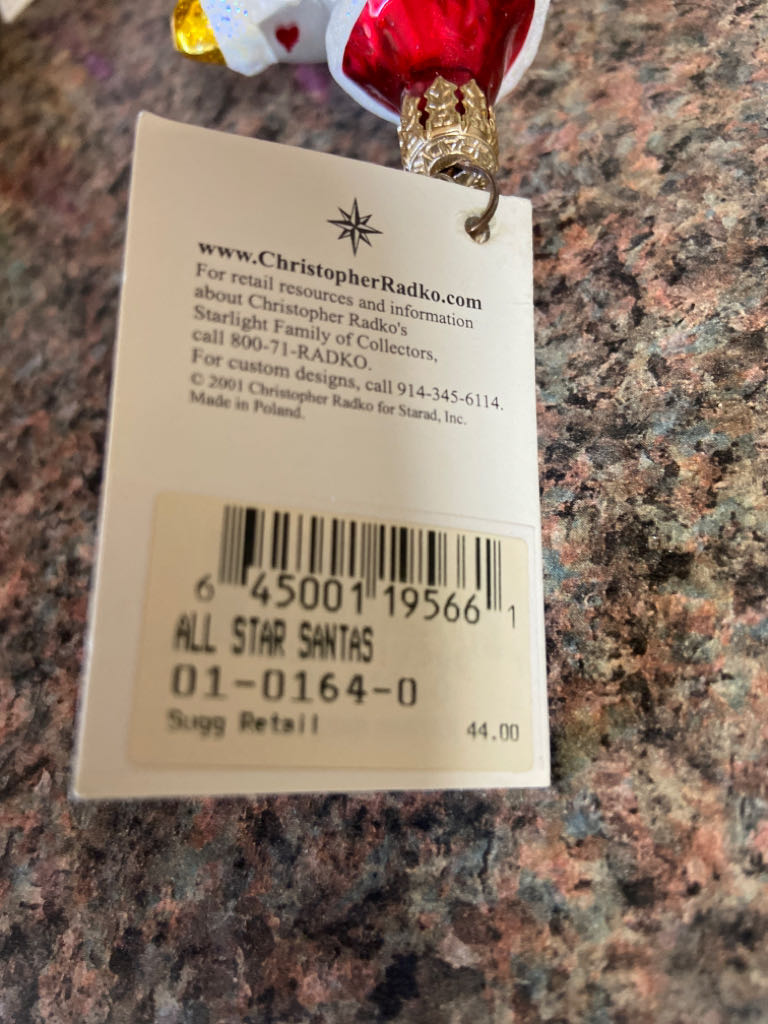 www.ChristopherRadko.com
For retail resources and information
about Christopher Radko's
Starlight Family of Collectors,
call 800-71-RADKO.
For custom designs, call 914-345-6114.
© 2001 Christopher Radko for Starad, Inc.
Made in Poland.
6 45001 19566 1
ALL STAR SANTAS
01-0164-0
Sugg Retail 44.00